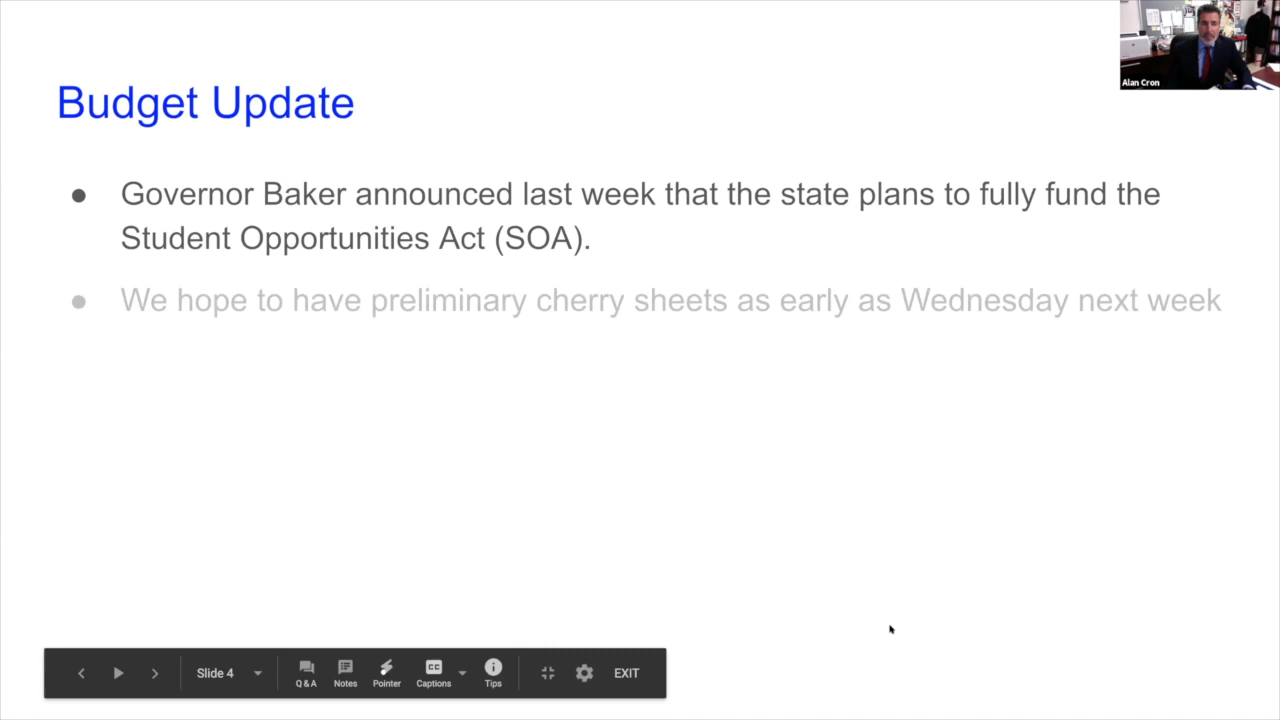 Alan Cron
Budget Update
● Governor Baker announced last week that the state plans to fully fund the
Student Opportunities Act (SOA).
● We hope to have preliminary cherry sheets as early as Wednesday next week
Slide 4
Q & A
Notes
Pointer
CC
Captions
Tips
EXIT